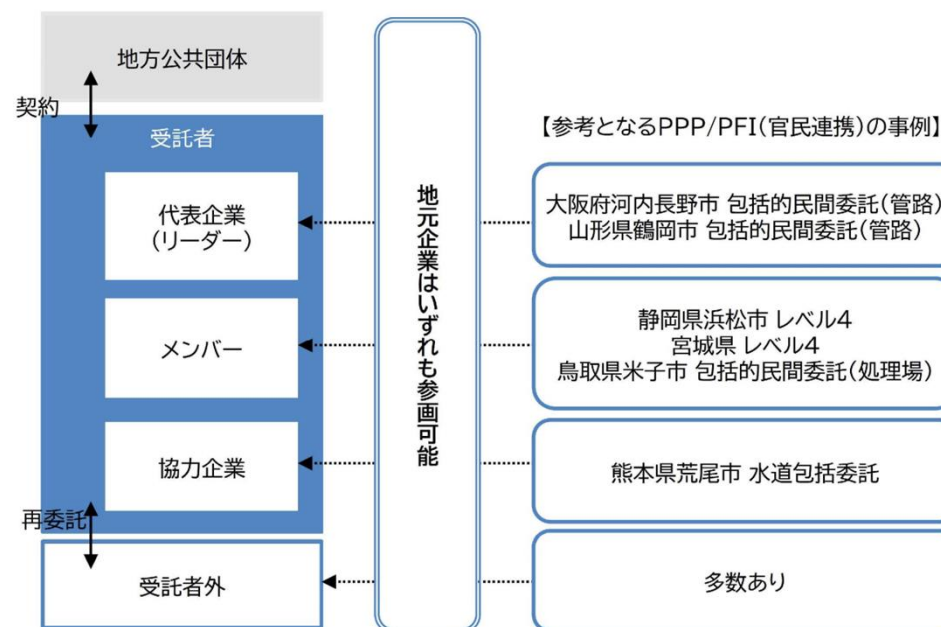 地方公共団体
契約
受託者
代表企業
(リーダー)
メンバー
協力企業
再委託
受託者外
地元企業はいずれも参画可能
【参考となるPPP/PFI(官民連携)の事例】
大阪府河内長野市 包括的民間委託(管路)
山形県鶴岡市 包括的民間委託(管路)
静岡県浜松市 レベル4
宮城県 レベル4
鳥取県米子市 包括的民間委託(処理場)
熊本県荒尾市 水道包括委託
多数あり